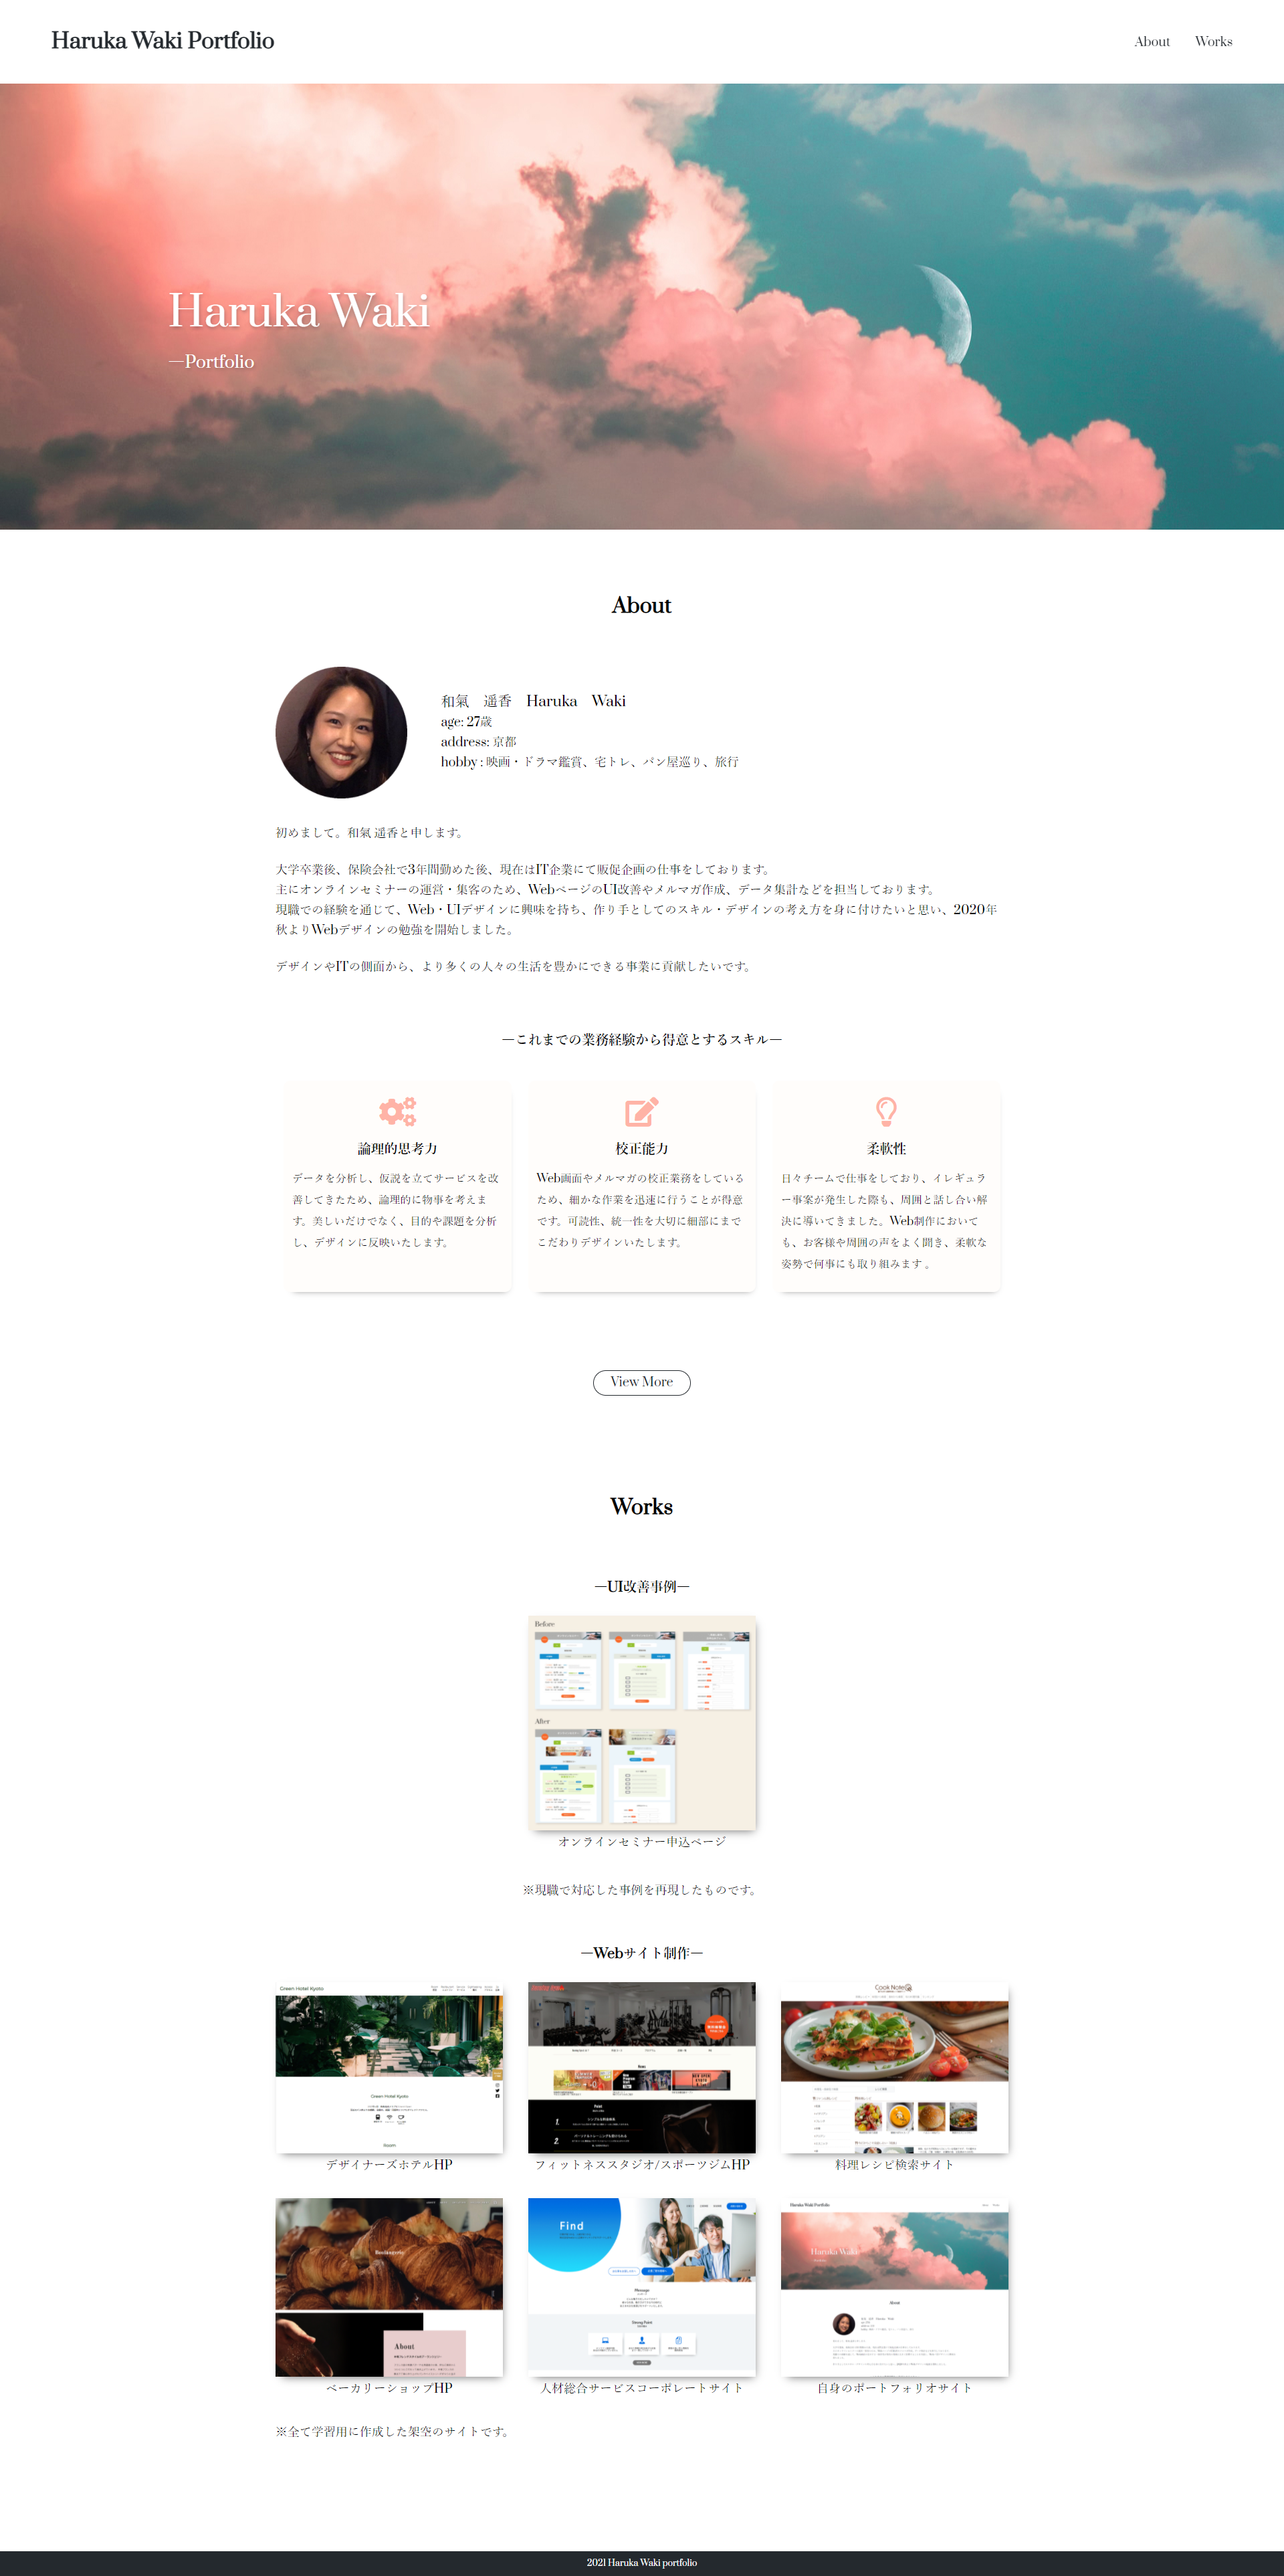 Haruka Waki Portfolio
About
Works
Haruka Waki
—Portfolio
About
和氣　遥香　Haruka　Waki
age: 27歳
address: 京都
hobby : 映画・ドラマ鑑賞、宅トレ、パン屋巡り、旅行
初めまして。和氣 遥香と申します。
大学卒業後、保険会社で3年間勤めた後、現在はIT企業にて販促企画の仕事をしております。
主にオンラインセミナーの運営・集客のため、WebページのUI改善やメルマガ作成、データ集計などを担当しております。
現職での経験を通じて、Web・UIデザインに興味を持ち、作り手としてのスキル・デザインの考え方を身に付けたいと思い、2020年
秋よりWebデザインの勉強を開始しました。
デザインやITの側面から、より多くの人々の生活を豊かにできる事業に貢献したいです。
—これまでの業務経験から得意とするスキル—
論理的思考力
データを分析し、仮説を立てサービスを改
善してきたため、論理的に物事を考えま
す。美しいだけでなく、目的や課題を分析
し、デザインに反映いたします。
校正能力
Web画面やメルマガの校正業務をしている
ため、細かな作業を迅速に行うことが得意
です。可読性、統一性を大切に細部にまで
こだわりデザインいたします。
柔軟性
日々チームで仕事をしており、イレギュラ
ー事案が発生した際も、周囲と話し合い解
決に導いてきました。Web制作において
も、お客様や周囲の声をよく聞き、柔軟な
姿勢で何事にも取り組みます 。
View More
Works
—UI改善事例—
Before
After
オンラインセミナー申込ページ
※現職で対応した事例を再現したものです。
—Webサイト制作—
Green Hotel Kyoto
Green Hotel Kyoto
Room
デザイナーズホテルHP
フィットネススタジオ/スポーツジムHP
Cook Note
料理レシピ検索サイト
About
ベーカリーショップHP
Find
Message
Strong Point
人材総合サービスコーポレートサイト
Haruka Waki Portfolio
Haruka Waki
About
自身のポートフォリオサイト
※全て学習用に作成した架空のサイトです。
2021 Haruka Waki portfolio